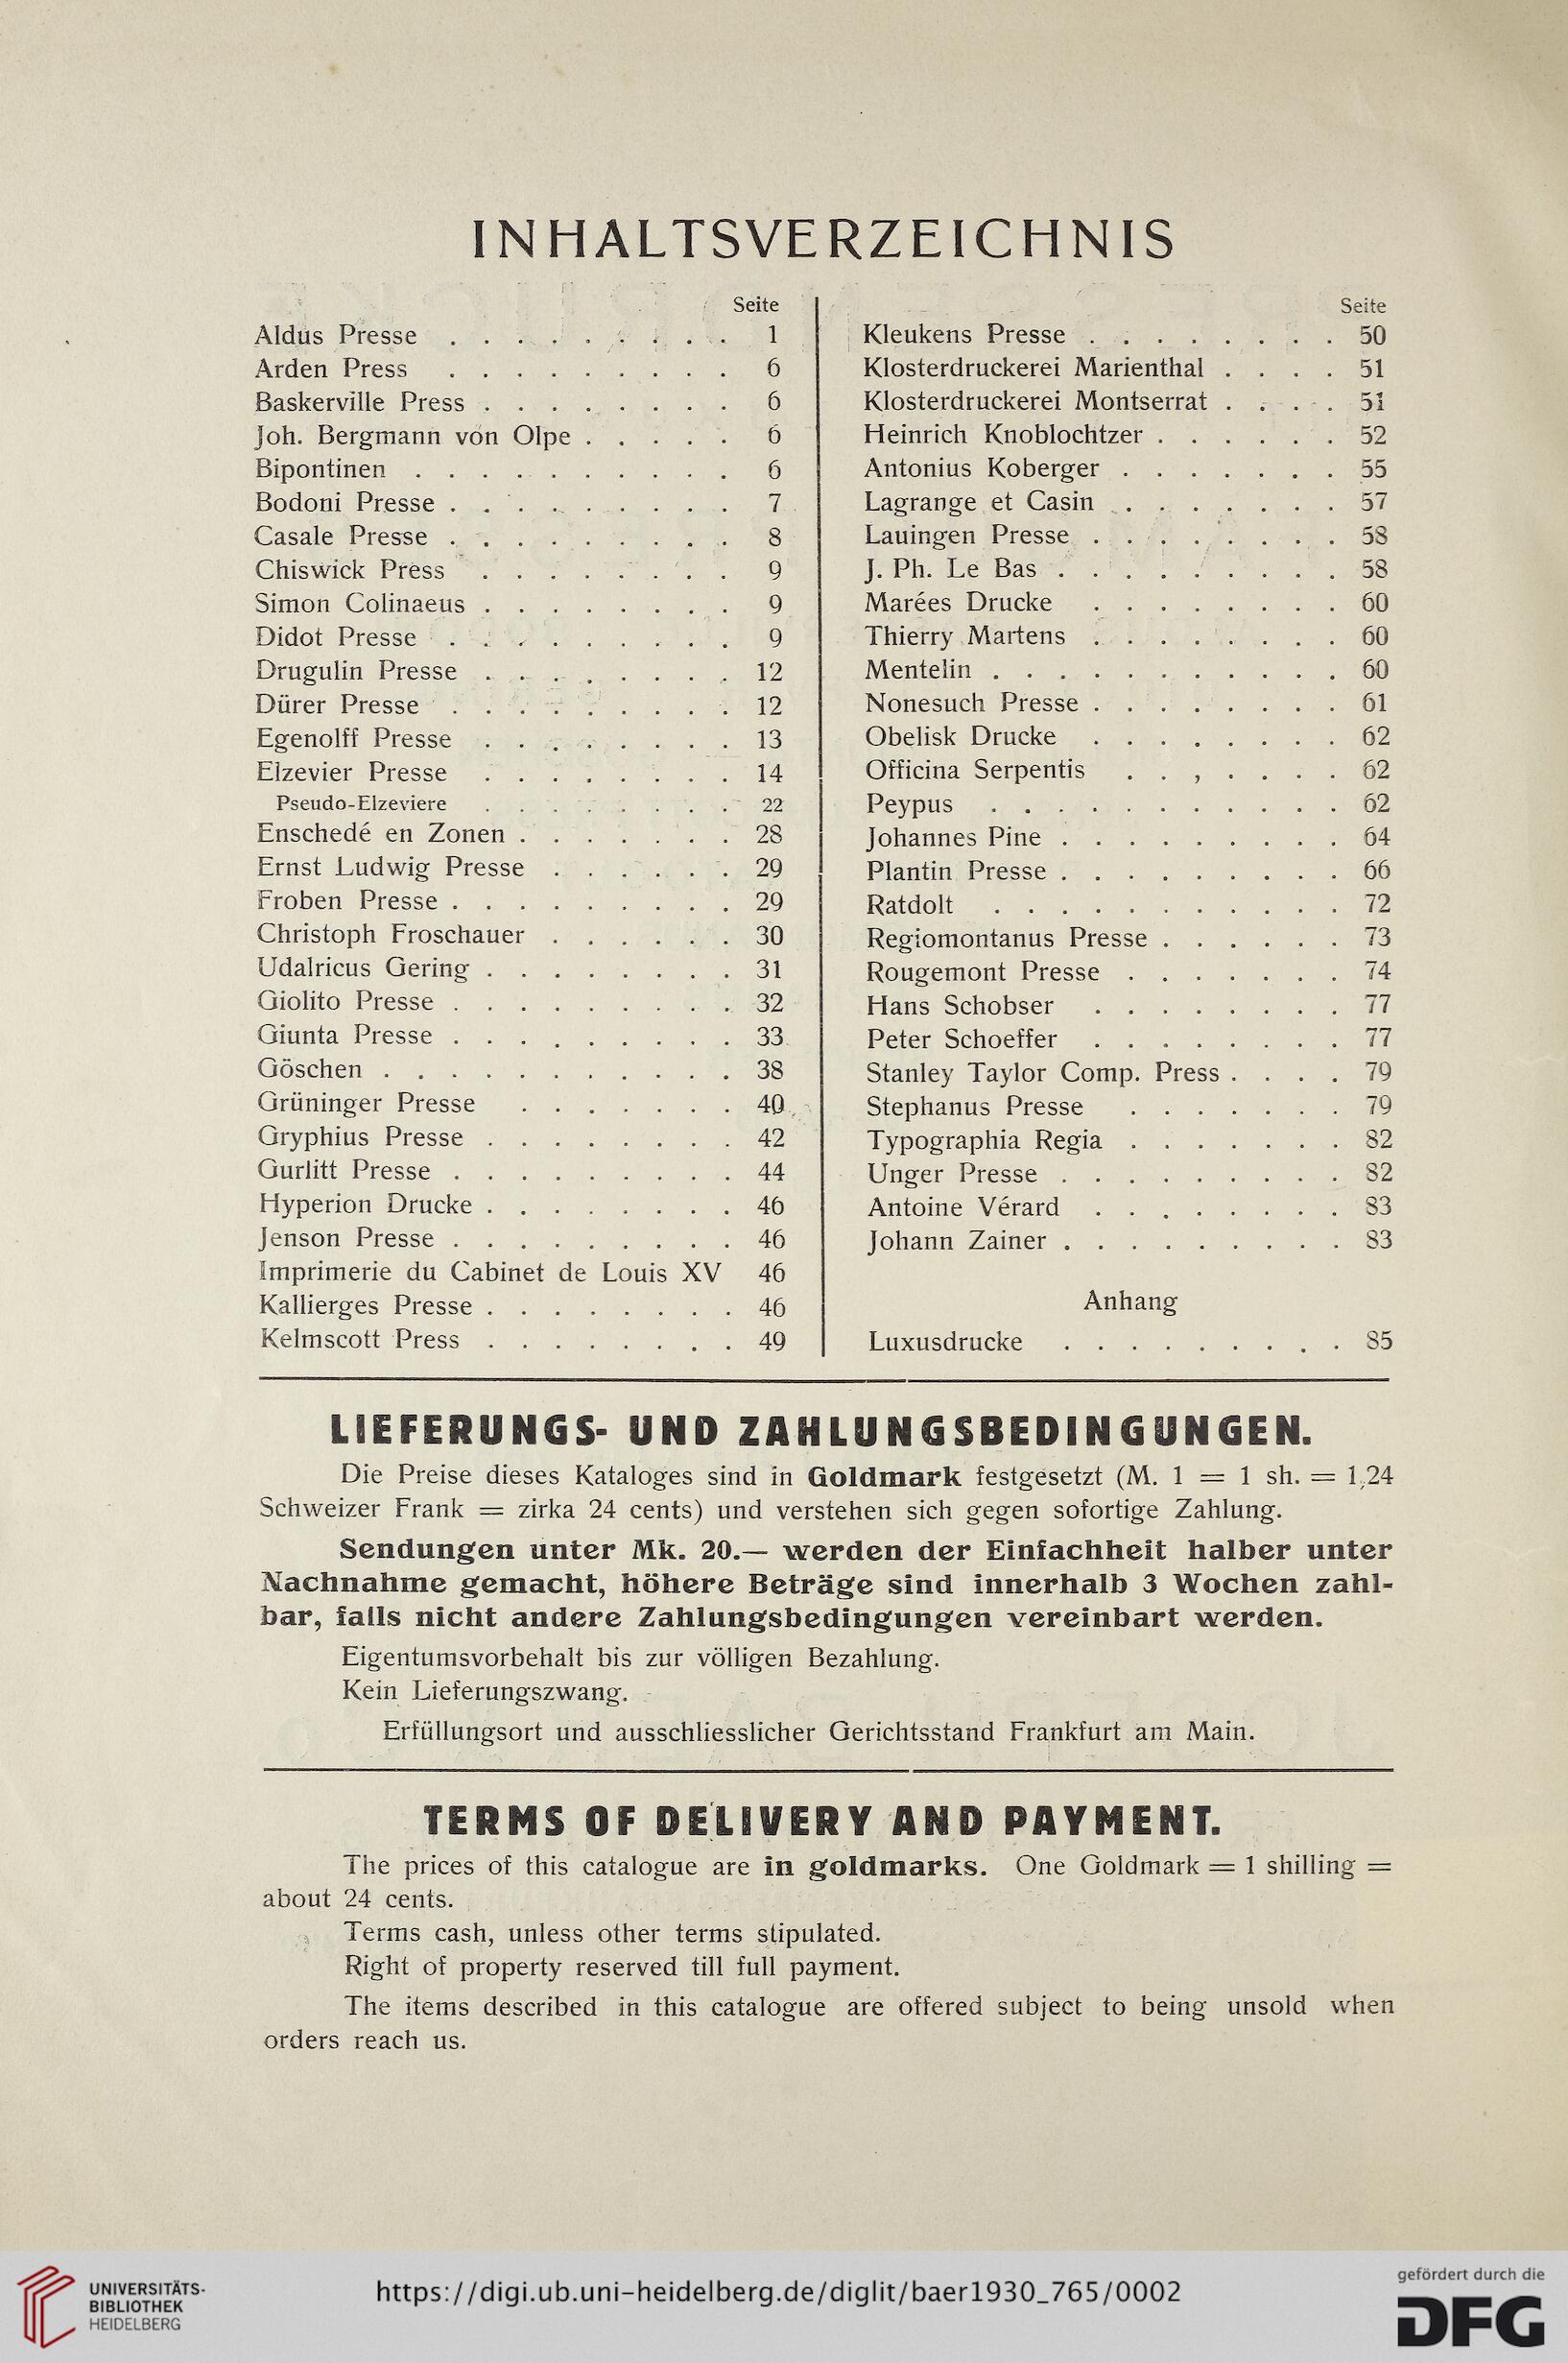 INHALTSVERZEICHNIS
Seite
Aldus Presse . . . . . . . . . 1
Arden Press . . . . . . . . . 6
Baskerville Press . . . . . . . . 6
Joh. Bergmann von Olpe . . . . . 6
Bipontinen . . . . . . . . . . 6
Bodoni Presse . . . . . . . . . 7
Casale Presse . . . . . . . . . 8
Chiswick Press . . . . . . . . 9
Simon Colinaeus . . . . . . . . 9
Didot Presse . . . . . . . . . 9
Drugulin Presse . . . . . . . . 12
Dürer Presse . . . . . . . . . 12
Egenolff Presse . . . . . . . . 13
Elzevier Presse . . . . . . . . 14
Pseudo-Elzeviere . . . . . . . . 22
Enschedé en Zonen . . . . . . . 28
Ernst Ludwig Presse . . . . . . 29
Froben Presse . . . . . . . . . 29
Christoph Froschauer . . . . . . 30
Udalricus Gering . . . . . . . . 31
Giolito Presse . . . . . . . . . 32
Giunta Presse . . . . . . . . . 33
Göschen . . . . . . . . . . . 38
Grüninger Presse . . . . . . . 40
Gryphius Presse . . . . . . . . 42
Gurlitt Presse . . . . . . . . . 44
Hyperion Drucke . . . . . . . . 46
Jenson Presse . . . . . . . . . 46
Imprimerie du Cabinet de Louis XV 46
Kallierges Presse . . . . . . . . 46
Kelmscott Press . . . . . . . . 49
Seite
Kleukens Presse . . . . . . . . 50
Klosterdruckerei Marienthal . . . . 51
Klosterdruckerei Montserrat . . . . 51
Heinrich Knoblochtzer . . . . . . 52
Antonius Koberger . . . . . . . 55
Lagrange et Casin . . . . . . . 57
Lauingen Presse . . . . . . . . 58
J. Ph. Le Bas . . . . . . . . . 58
Marées Drucke . . . . . . . . 60
Thierry Martens . . . . . . . . 60
Mentelin . . . . . . . . . . . 60
Nonesuch Presse . . . . . . . . 61
Obelisk Drucke . . . . . . . . 62
Officina Serpentis . . , . . . . 62
Peypus . . . . . . . . . . . 62
Johannes Pine . . . . . . . . . 64
Plantin Presse . . . . . . . . . 66
Ratdolt . . . . . . . . . . . 72
Regiomontanus Presse . . . . . . 73
Rougemont Presse . . . . . . . 74
Hans Schobser . . . . . . . . 77
Peter Schoeffer . . . . . . . . 77
Stanley Taylor Comp. Press . . . . 79
Stephanus Presse . . . . . . . 79
Typographia Regia . . . . . . . 82
Unger Presse . . . . . . . . . 82
Antoine Vérard . . . . . . . . 83
Johann Zainer . . . . . . . . . 83
Anhang
Luxusdrucke . . . . . . . . . 85
LIEFERUNGS- UND ZAHLUNGSBEDINGUNGEN.
Die Preise dieses Kataloges sind in Goldmark festgesetzt (M. 1 = 1 sh. = 1,24
Schweizer Frank = zirka 24 cents) und verstehen sich gegen sofortige Zahlung.
Sendungen unter Mk. 20.— werden der Einfachheit halber unter
Nachnahme gemacht, höhere Beträge sind innerhalb 3 Wochen zahl-
bar, falls nicht andere Zahlungsbedingungen vereinbart werden.
Eigentumsvorbehalt bis zur völligen Bezahlung.
Kein Lieferungszwang.
Erfüllungsort und ausschliesslicher Gerichtsstand Frankfurt am Main.
TERMS OF DELIVERY AND PAYMENT.
The prices of this catalogue are in goldmarks. One Goldmark = 1 shilling =
about 24 cents.
Terms cash, unless other terms stipulated.
Right of property reserved till full payment.
The items described in this catalogue are offered subject to being unsold when
orders reach us.
UNIVERSITÄTS-
BIBLIOTHEK
HEIDELBERG
https://digi.ub.uni-heidelberg.de/diglit/baer1930_765/0002
gefördert durch die
DFG